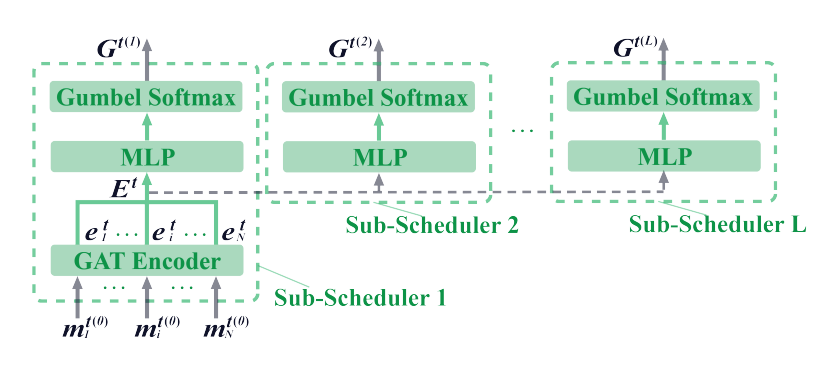 G^{t(1)} G^{t(2)} G^{t(L)}
Gumbel Softmax Gumbel Softmax Gumbel Softmax
...
MLP MLP MLP
E^t
e_1^t ... e_i^t ... e_N^t
Sub-Scheduler 2 Sub-Scheduler L
GAT Encoder
... ...
Sub-Scheduler 1
m_1^{t(0)} m_i^{t(0)} m_N^{t(0)}